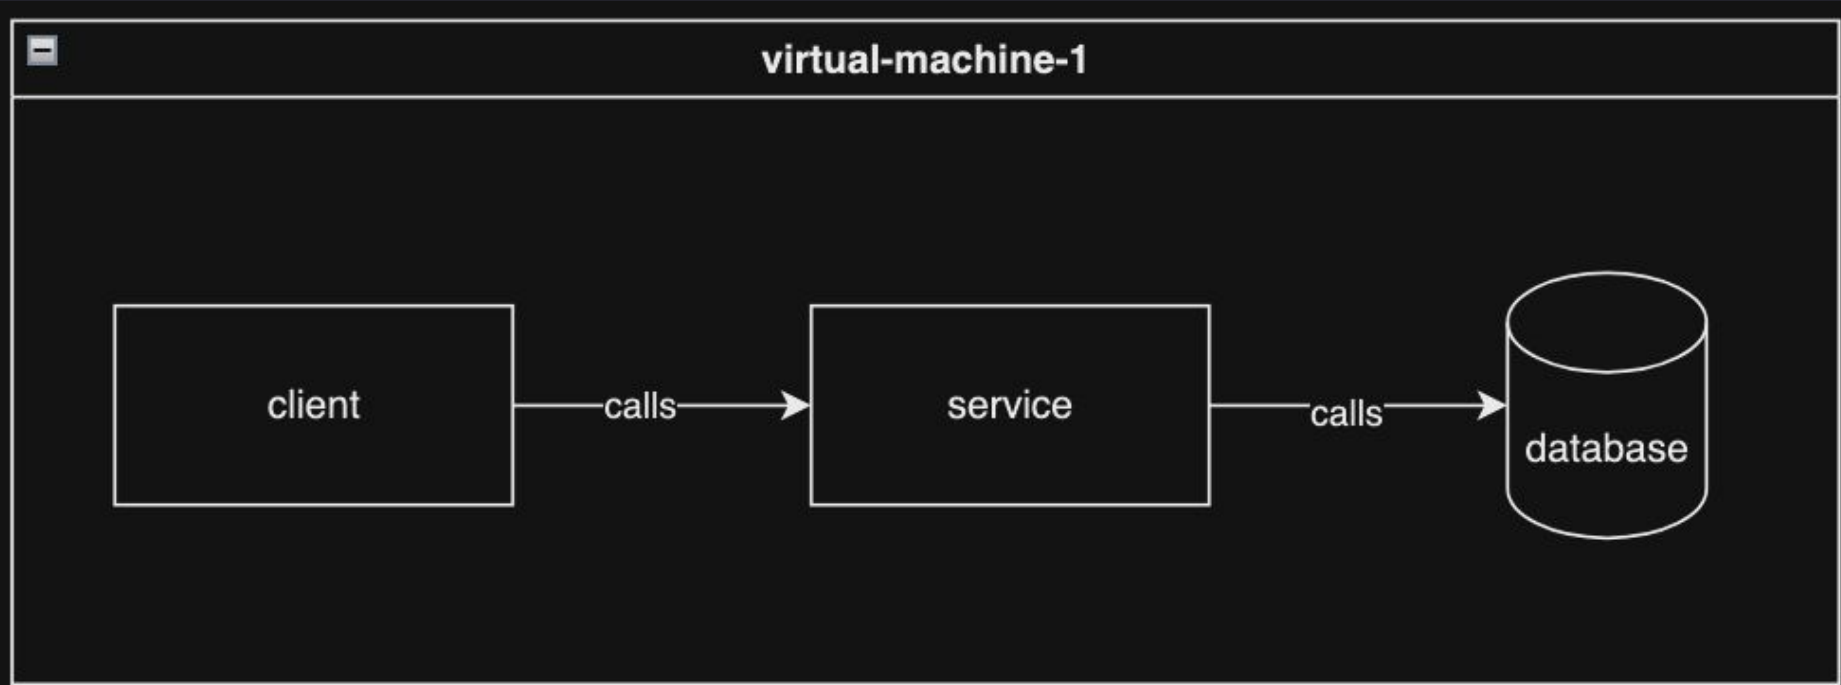 virtual-machine-1
client
calls
service
calls
database